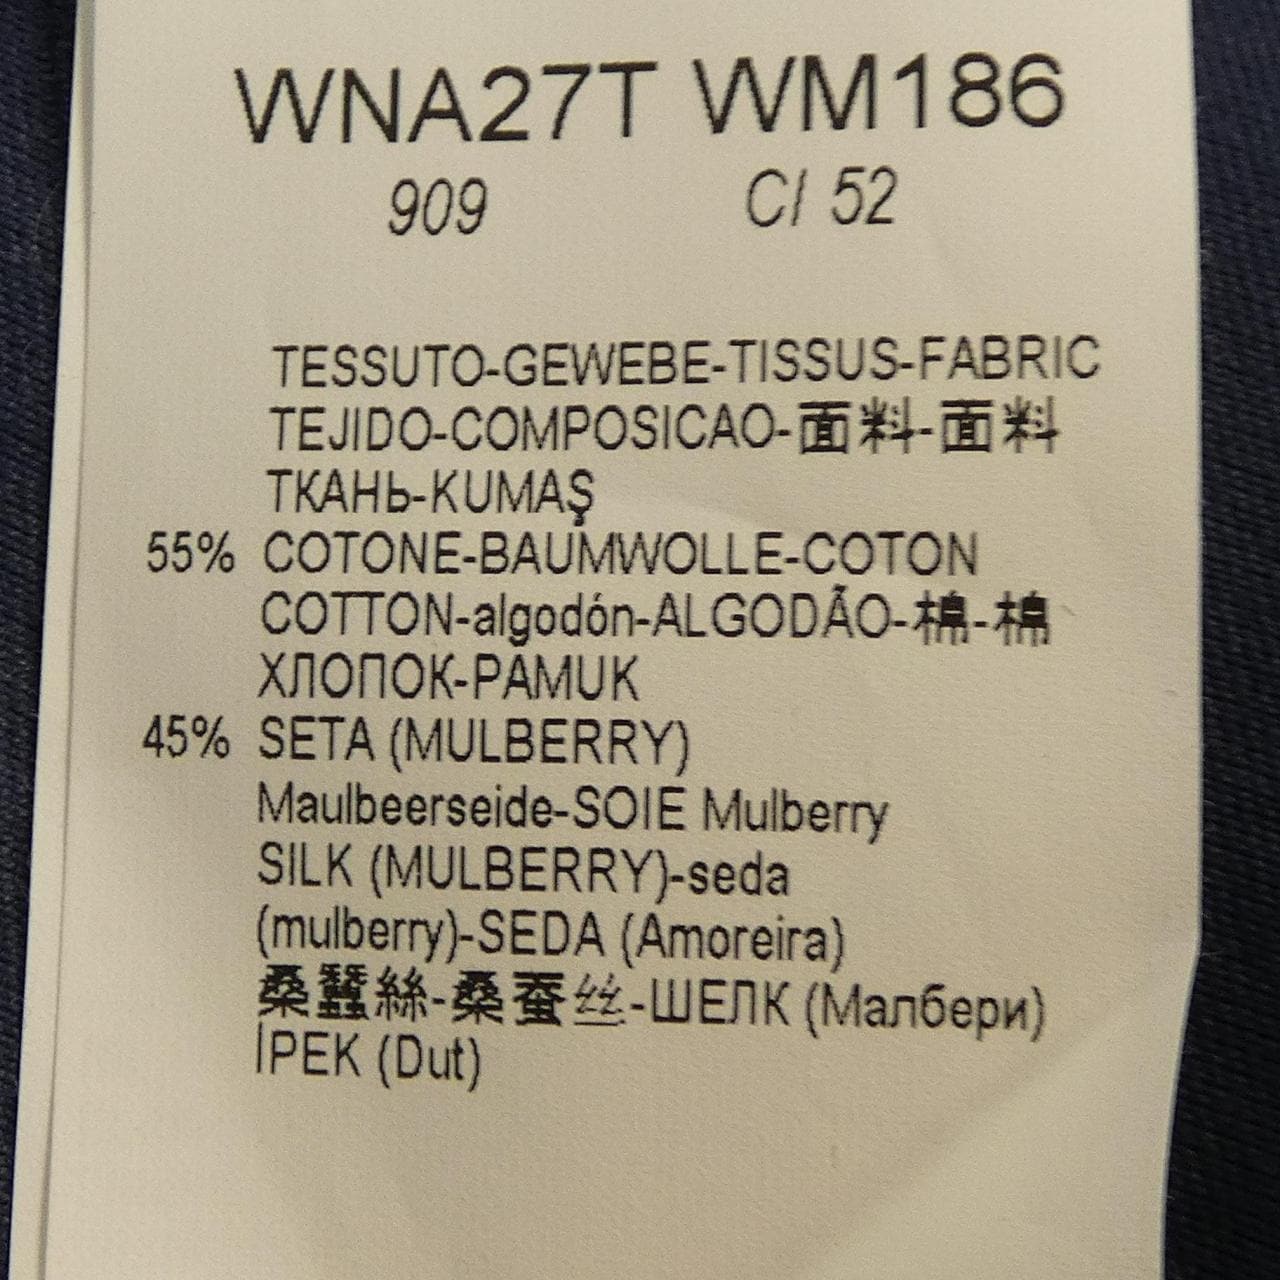 WNA27T WM186
909 C/ 52
TESSUTO-GEWEBE-TISSUS-FABRIC
TEJIDO-COMPOSICAO-面料-面料
ТКАНЬ-KUMAŞ
55% COTONE-BAUMWOLLE-COTON
COTTON-algodón-ALGODÃO-棉-棉
ХЛОПОК-PAMUK
45% SETA (MULBERRY)
Maulbeerseide-SOIE Mulberry
SILK (MULBERRY)-seda
(mulberry)-SEDA (Amoreira)
桑蠶絲-桑蚕丝-ШЕЛК (Малбери)
İPEK (Dut)